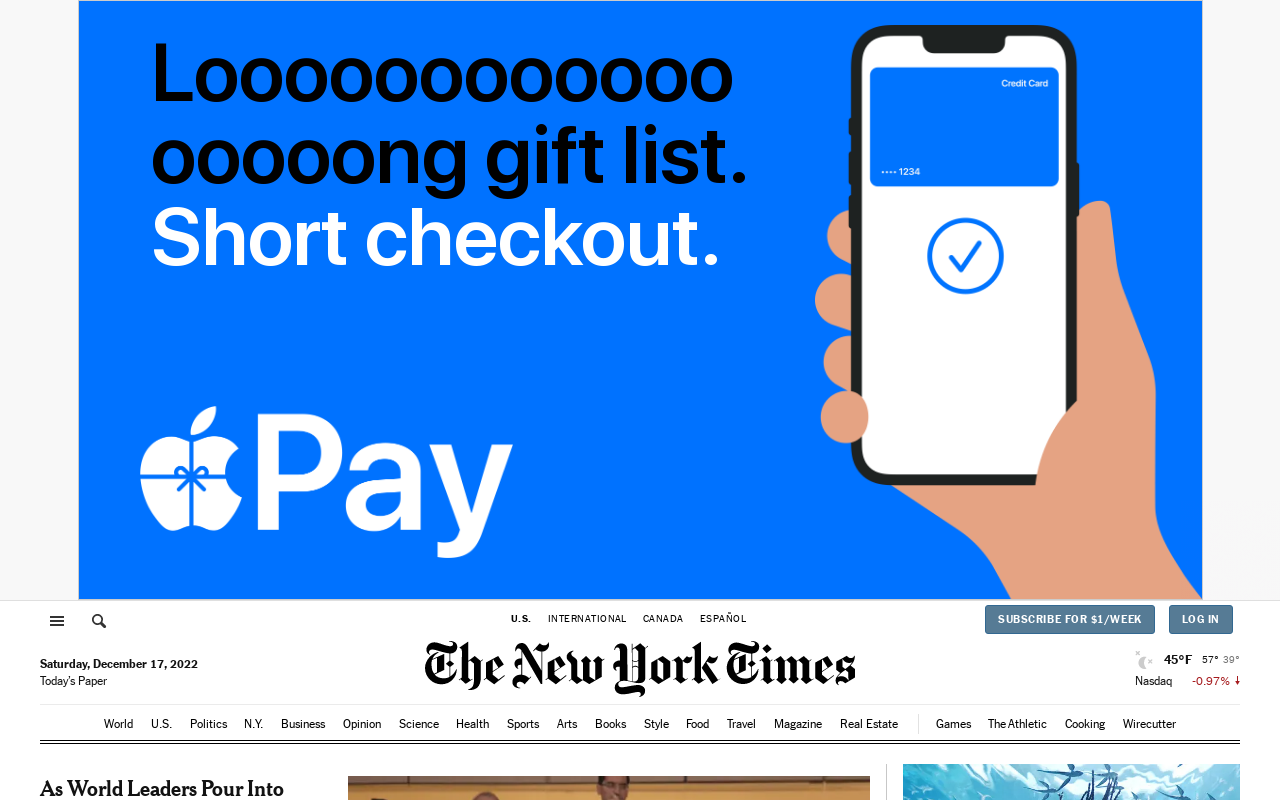 Looooooooooooo
ooooong gift list.
Short checkout.
Credit Card
•••• 1234
Pay
U.S. INTERNATIONAL CANADA ESPAÑOL
SUBSCRIBE FOR $1/WEEK LOG IN
The New York Times
Saturday, December 17, 2022
Today's Paper
45°F 57° 39°
Nasdaq -0.97% ↓
World U.S. Politics N.Y. Business Opinion Science Health Sports Arts Books Style Food Travel Magazine Real Estate Games The Athletic Cooking Wirecutter
As World Leaders Pour Into